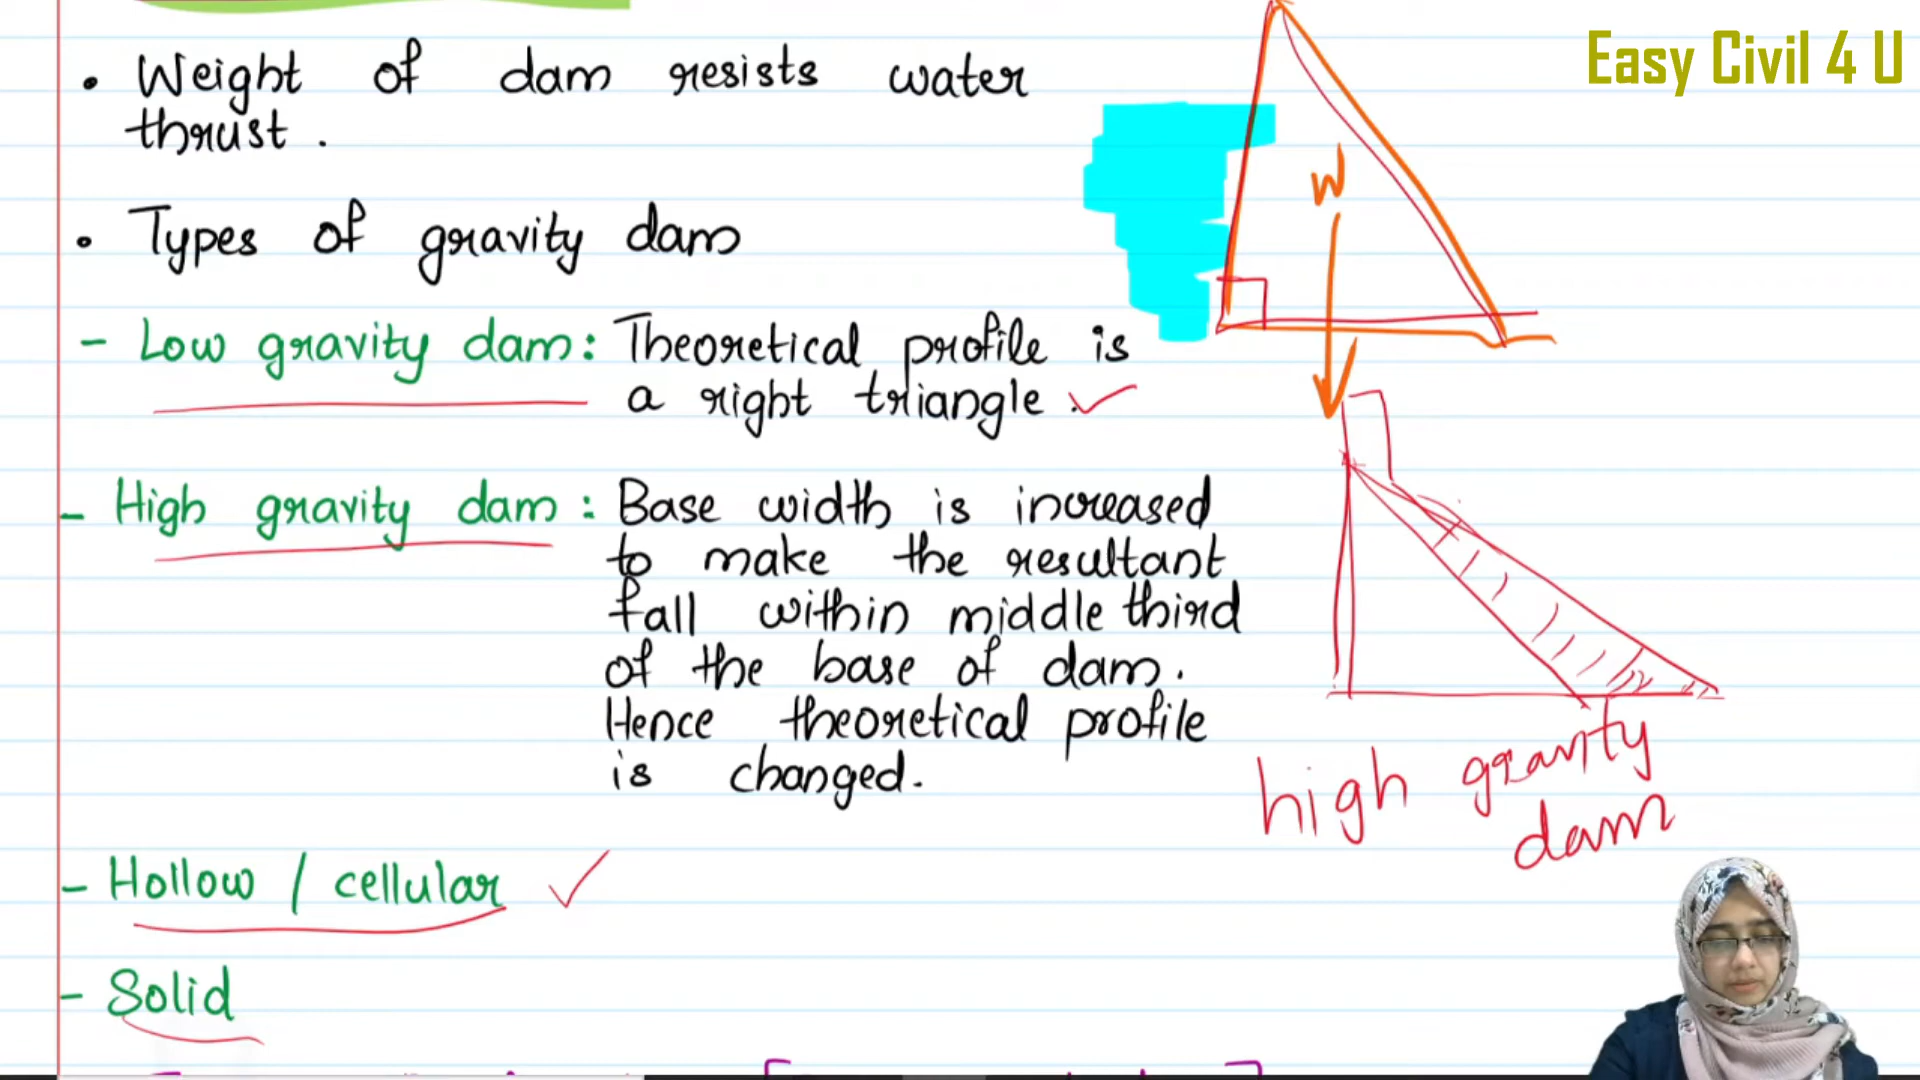 Easy Civil 4 U
• Weight of dam resists water
thrust.
W
• Types of gravity dam
- Low gravity dam: Theoretical profile is
a right triangle.
- High gravity dam: Base width is increased
to make the resultant
fall within middle third
of the base of dam.
Hence theoretical profile
is changed.
high gravity
dam
- Hollow / cellular
- Solid